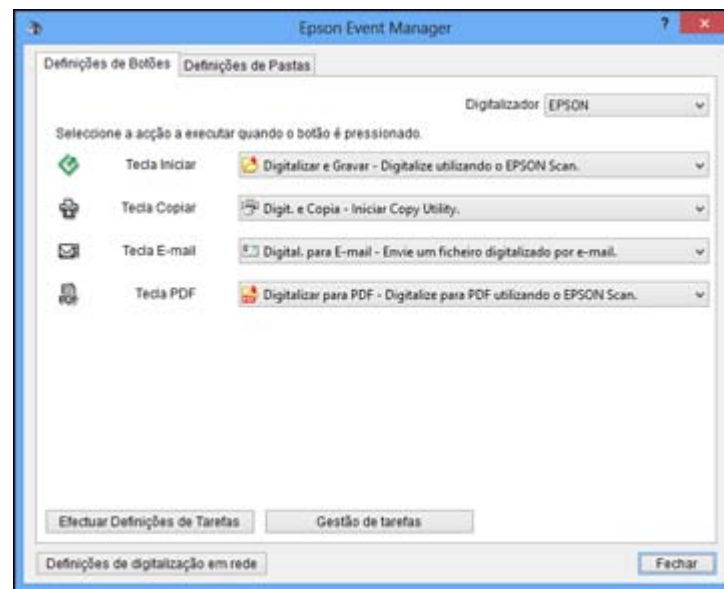 Epson Event Manager
?
Definições de Botões
Definições de Pastas
Digitalizador
EPSON
Seleccione a acção a executar quando o botão é pressionado.
Tecla Iniciar
Digitalizar e Gravar - Digitalize utilizando o EPSON Scan.
Tecla Copiar
Digit. e Copia - Iniciar Copy Utility.
Tecla E-mail
Digital. para E-mail - Envie um ficheiro digitalizado por e-mail.
Tecla PDF
Digitalizar para PDF - Digitalize para PDF utilizando o EPSON Scan.
Efectuar Definições de Tarefas
Gestão de tarefas
Definições de digitalização em rede
Fechar